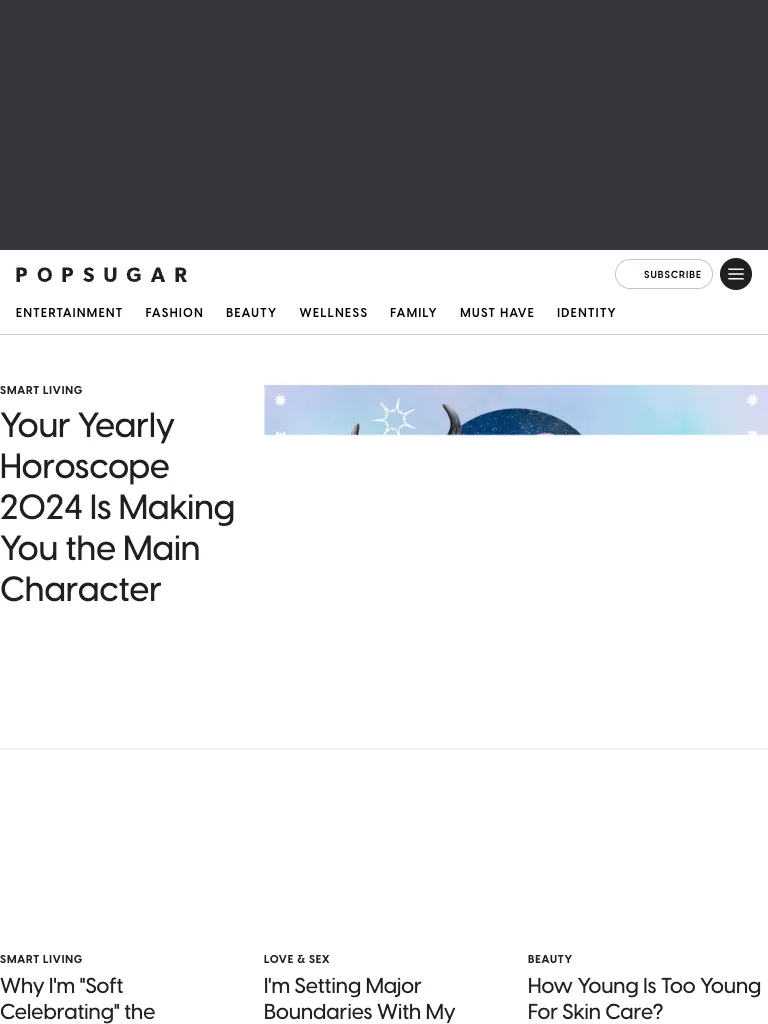 POPSUGAR
SUBSCRIBE
ENTERTAINMENT FASHION BEAUTY WELLNESS FAMILY MUST HAVE IDENTITY
SMART LIVING
Your Yearly
Horoscope
2024 Is Making
You the Main
Character
SMART LIVING
Why I'm "Soft
Celebrating" the
LOVE & SEX
I'm Setting Major
Boundaries With My
BEAUTY
How Young Is Too Young
For Skin Care?